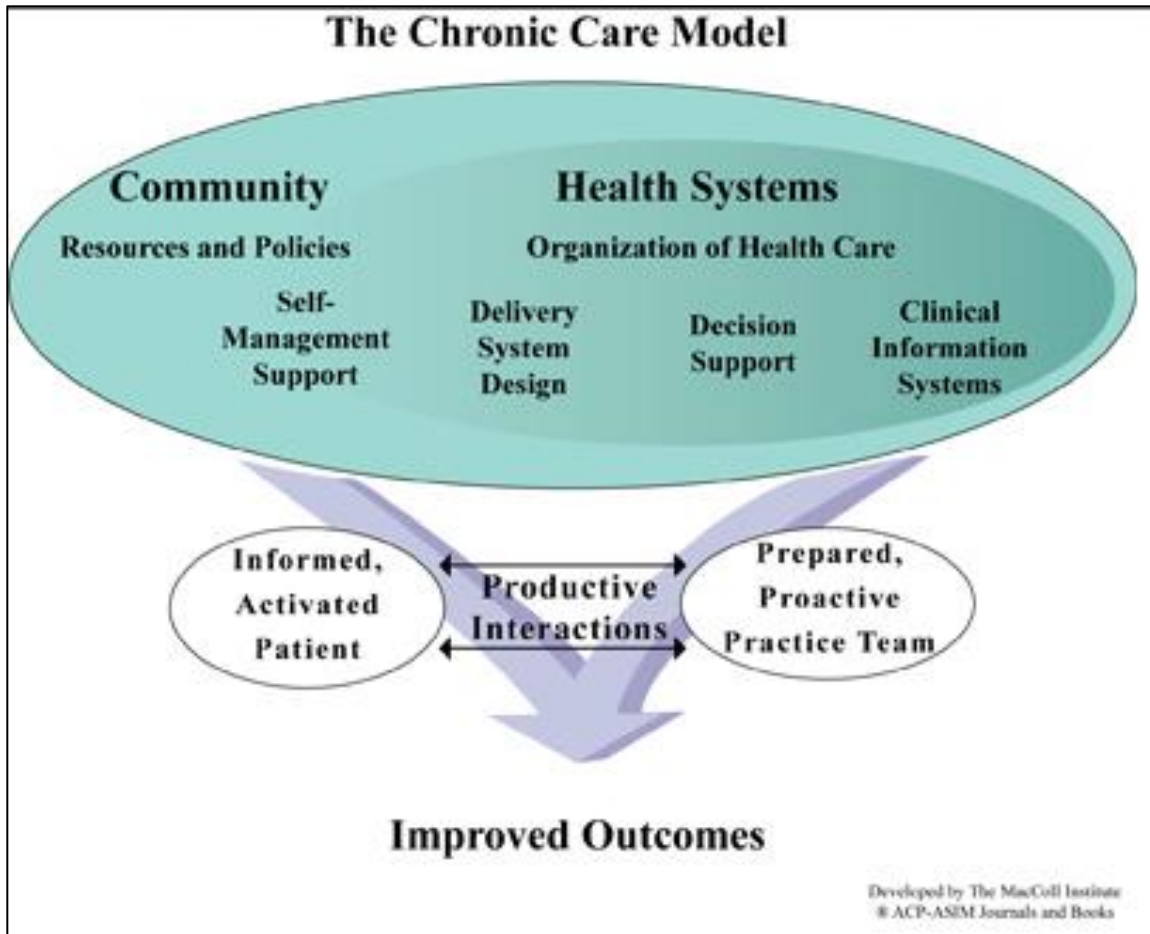 The Chronic Care Model
Community
Resources and Policies
Health Systems
Organization of Health Care
Self-
Management
Support
Delivery
System
Design
Decision
Support
Clinical
Information
Systems
Informed,
Activated
Patient
Productive
Interactions
Prepared,
Proactive
Practice Team
Improved Outcomes
Developed by The MacColl Institute
® ACP-ASIM Journals and Books